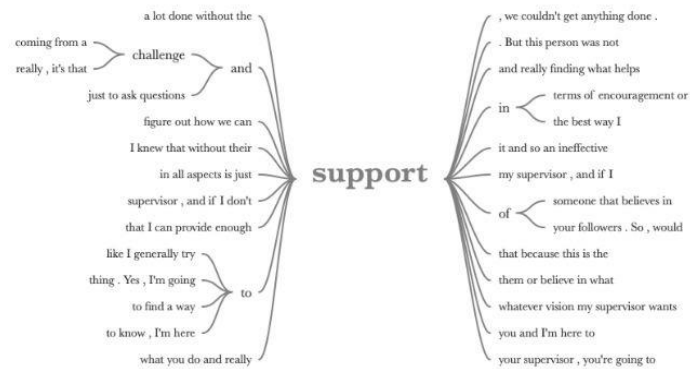 a lot done without the
coming from a
really , it's that
challenge
just to ask questions
and
figure out how we can
I knew that without their
in all aspects is just
supervisor , and if I don't
that I can provide enough
like I generally try
thing . Yes , I'm going
to find a way
to know , I'm here
to
what you do and really
support
, we couldn't get anything done .
. But this person was not
and really finding what helps
in
terms of encouragement or
the best way I
it and so an ineffective
my supervisor , and if I
of
someone that believes in
your followers . So , would
that because this is the
them or believe in what
whatever vision my supervisor wants
you and I'm here to
your supervisor , you're going to